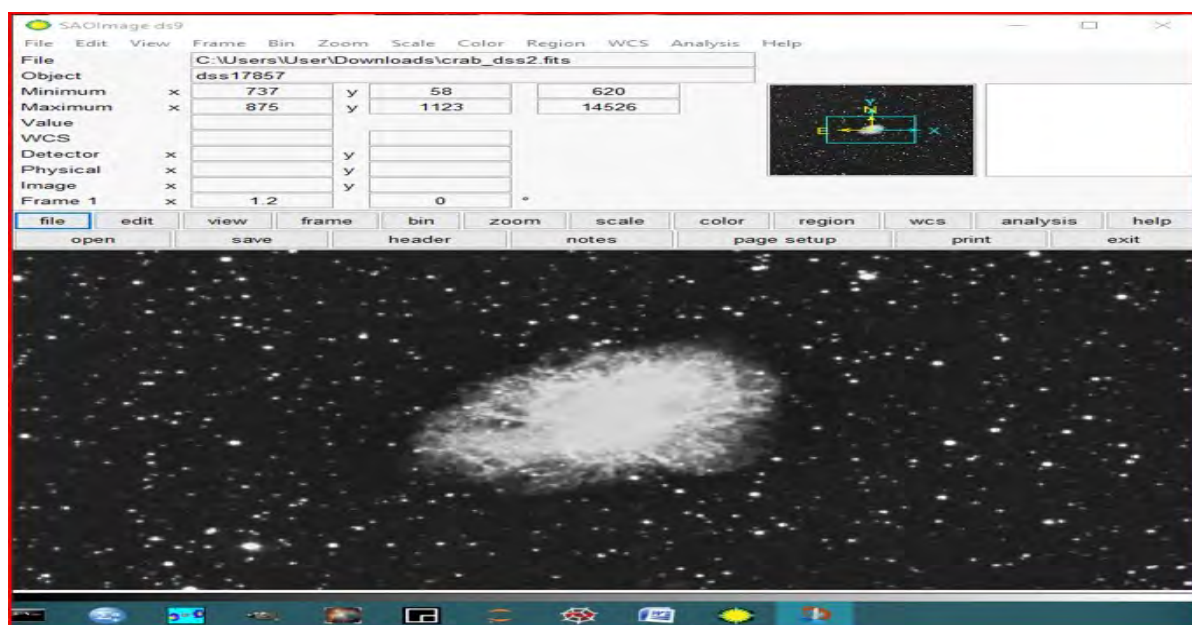 SAOImage ds9
File Edit View Frame Bin Zoom Scale Color Region WCS Analysis Help
File C:\Users\User\Downloads\crab_dss2.fits
Object dss17857
Minimum x 737 y 58 620
Maximum x 875 y 1123 14526
Value
WCS
Detector x y
Physical x y
Image x y
Frame 1 x 1.2 0 °
Y
N
E X
file edit view frame bin zoom scale color region wcs analysis help
open save header notes page setup print exit